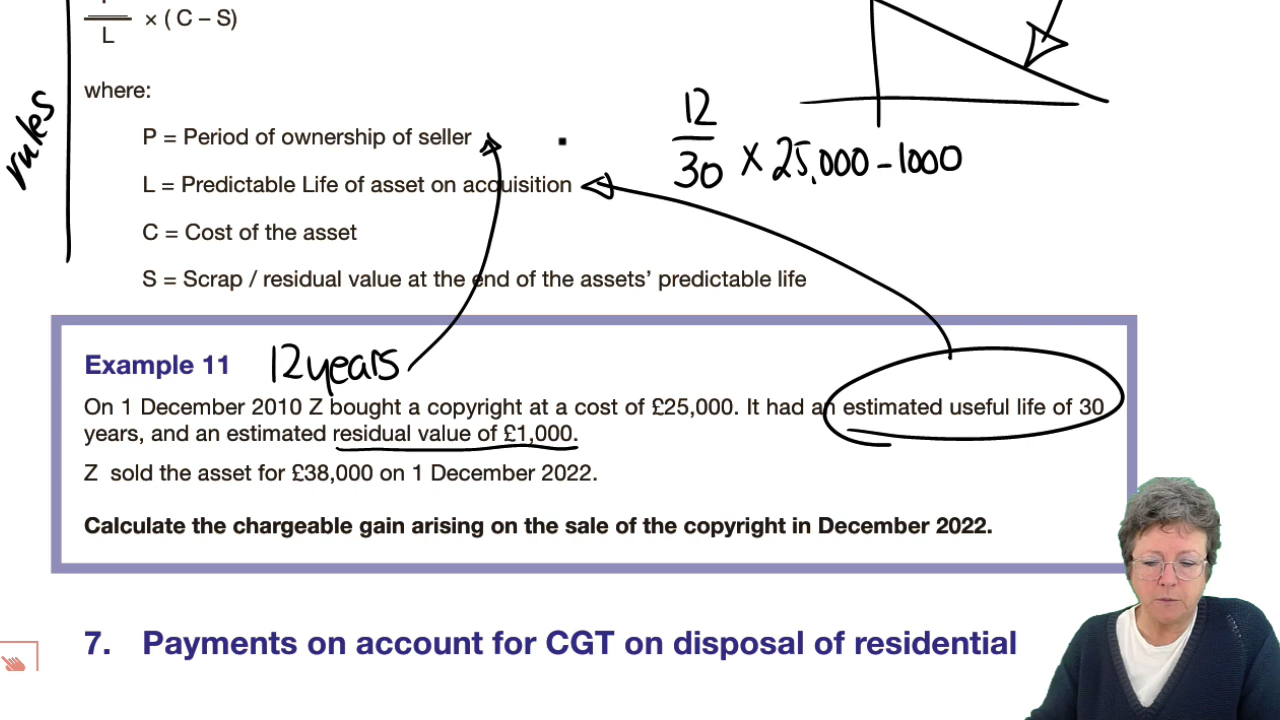 L × ( C – S)
rules
where:
P = Period of ownership of seller
12
30 × 25,000 – 1000
L = Predictable Life of asset on acquisition
C = Cost of the asset
S = Scrap / residual value at the end of the assets’ predictable life
Example 11 12 years
On 1 December 2010 Z bought a copyright at a cost of £25,000. It had an estimated useful life of 30
years, and an estimated residual value of £1,000.
Z sold the asset for £38,000 on 1 December 2022.
Calculate the chargeable gain arising on the sale of the copyright in December 2022.
7. Payments on account for CGT on disposal of residential